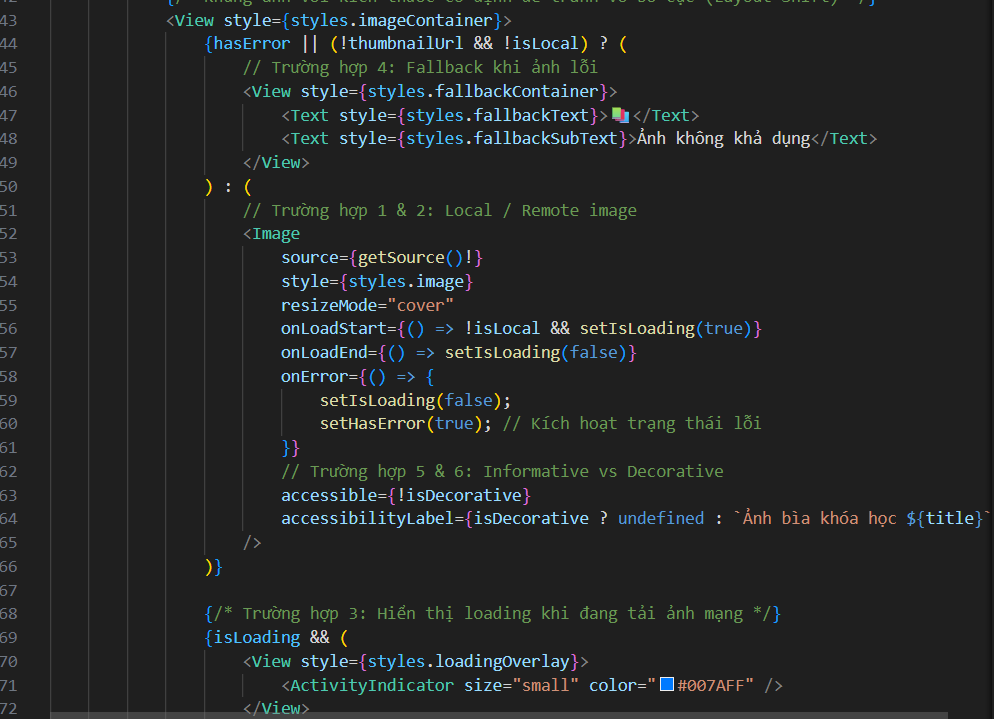 42 {/* Khung ảnh với kích thước cố định để tránh vỡ bố cục (Layout Shift) */}
43 <View style={styles.imageContainer}>
44 {hasError || (!thumbnailUrl && !isLocal) ? (
45 // Trường hợp 4: Fallback khi ảnh lỗi
46 <View style={styles.fallbackContainer}>
47 <Text style={styles.fallbackText}>📚</Text>
48 <Text style={styles.fallbackSubText}>Ảnh không khả dụng</Text>
49 </View>
50 ) : (
51 // Trường hợp 1 & 2: Local / Remote image
52 <Image
53 source={getSource()!}
54 style={styles.image}
55 resizeMode="cover"
56 onLoadStart={() => !isLocal && setIsLoading(true)}
57 onLoadEnd={() => setIsLoading(false)}
58 onError={() => {
59 setIsLoading(false);
60 setHasError(true); // Kích hoạt trạng thái lỗi
61 }}
62 // Trường hợp 5 & 6: Informative vs Decorative
63 accessible={!isDecorative}
64 accessibilityLabel={isDecorative ? undefined : `Ảnh bìa khóa học ${title}`
65 />
66 )}
67
68 {/* Trường hợp 3: Hiển thị loading khi đang tải ảnh mạng */}
69 {isLoading && (
70 <View style={styles.loadingOverlay}>
71 <ActivityIndicator size="small" color="#007AFF" />
72 </View>